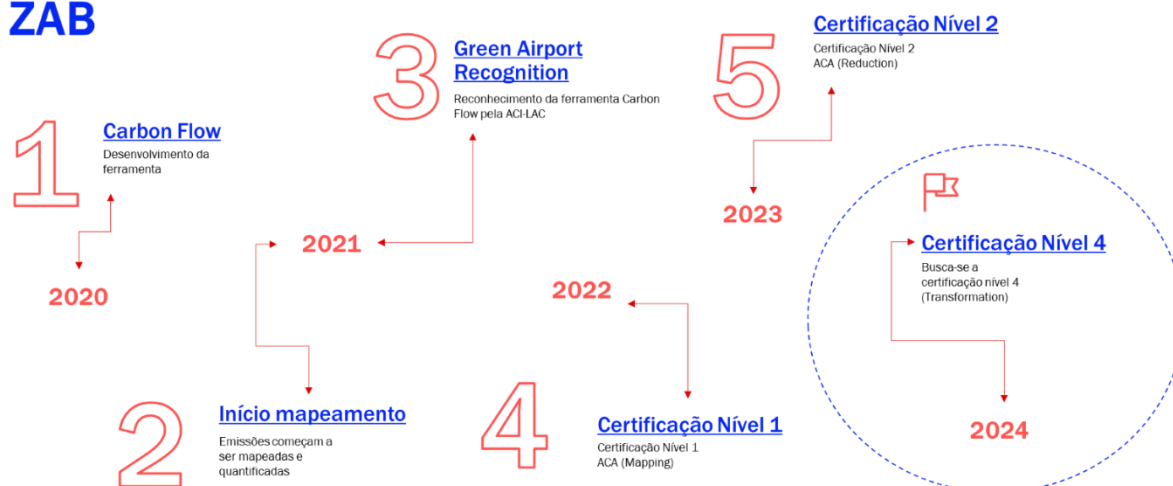 ZAB
1
Carbon Flow
Desenvolvimento da
ferramenta
2020
2
Início mapeamento
Emissões começam a
ser mapeadas e
quantificadas
2021
3
Green Airport
Recognition
Reconhecimento da ferramenta Carbon
Flow pela ACI-LAC
4
Certificação Nível 1
Certificação Nível 1
ACA (Mapping)
2022
5
Certificação Nível 2
Certificação Nível 2
ACA (Reduction)
2023
Certificação Nível 4
Busca-se a
certificação nível 4
(Transformation)
2024